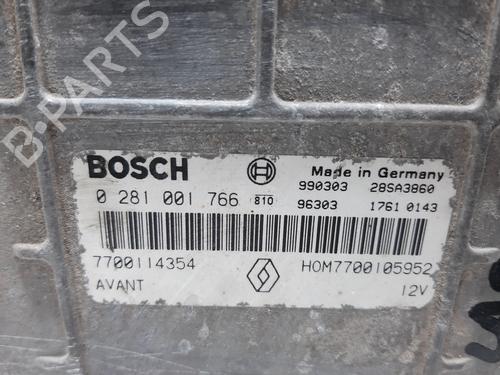 B-PARTS
BOSCH
Made in Germany
0 281 001 766 810
990303 28SA3860
96303 1761 0143
7700114354
HOM7700105952
AVANT
12V